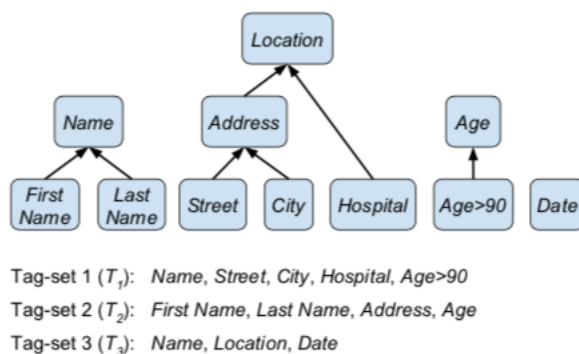 Location
Name
Address
Age
First
Name
Last
Name
Street
City
Hospital
Age>90
Date
Tag-set 1 (T1): Name, Street, City, Hospital, Age>90
Tag-set 2 (T2): First Name, Last Name, Address, Age
Tag-set 3 (T3): Name, Location, Date